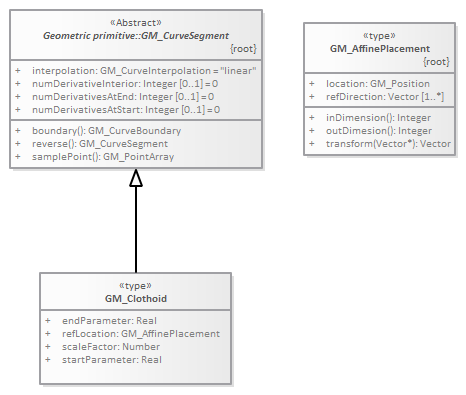 «Abstract»
Geometric primitive::GM_CurveSegment
{root}
+ interpolation: GM_CurveInterpolation = "linear"
+ numDerivativeInterior: Integer [0..1] = 0
+ numDerivativesAtEnd: Integer [0..1] = 0
+ numDerivativesAtStart: Integer [0..1] = 0
+ boundary(): GM_CurveBoundary
+ reverse(): GM_CurveSegment
+ samplePoint(): GM_PointArray
«type»
GM_AffinePlacement
{root}
+ location: GM_Position
+ refDirection: Vector [1..*]
+ inDimension(): Integer
+ outDimesion(): Integer
+ transform(Vector*): Vector
«type»
GM_Clothoid
+ endParameter: Real
+ refLocation: GM_AffinePlacement
+ scaleFactor: Number
+ startParameter: Real